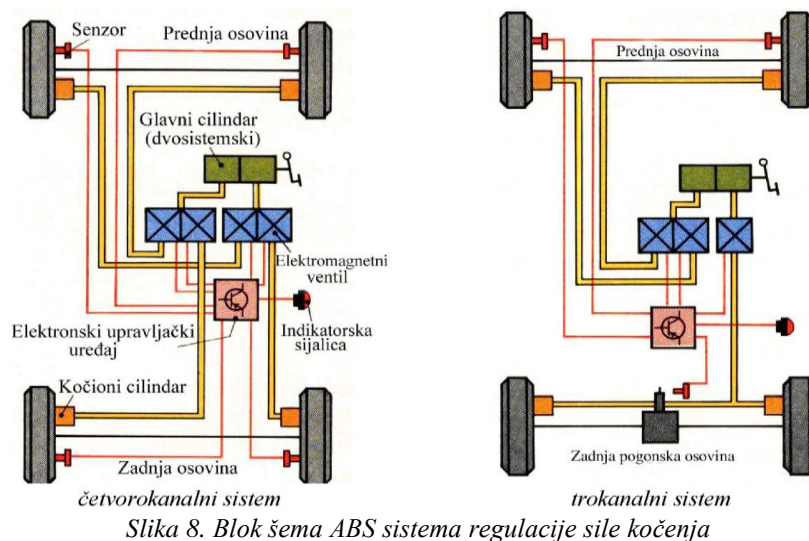 Senzor
Prednja osovina
Glavni cilindar
(dvosistemski)
Elektromagnetni
ventil
Elektronski upravljački
uređaj
Indikatorska
sijalica
Kočioni cilindar
Zadnja osovina
četvorokanalni sistem
Prednja osovina
Zadnja pogonska osovina
trokanalni sistem
Slika 8. Blok šema ABS sistema regulacije sile kočenja